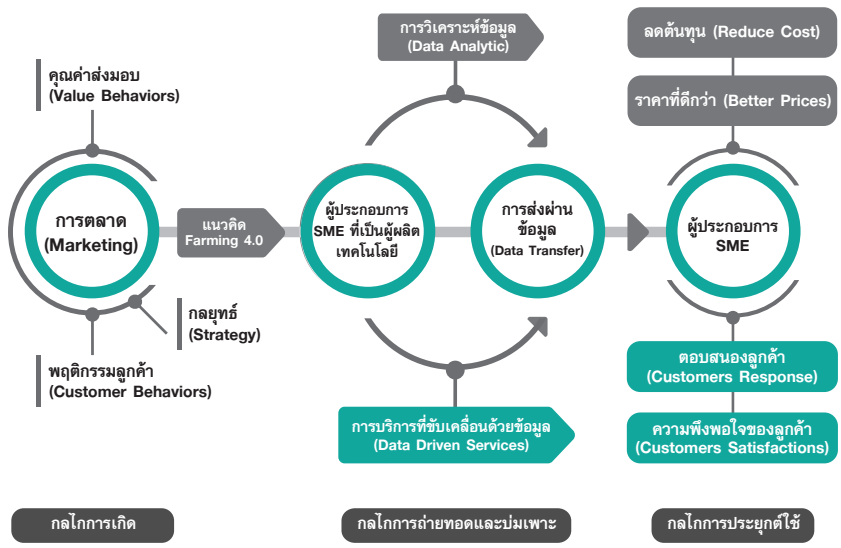 คุณค่าส่งมอบ
(Value Behaviors)
การตลาด
(Marketing)
กลยุทธ์
(Strategy)
พฤติกรรมลูกค้า
(Customer Behaviors)
แนวคิด
Farming 4.0
การวิเคราะห์ข้อมูล
(Data Analytic)
ผู้ประกอบการ
SME ที่เป็นผู้ผลิต
เทคโนโลยี
การส่งผ่าน
ข้อมูล
(Data Transfer)
การบริการที่ขับเคลื่อนด้วยข้อมูล
(Data Driven Services)
ลดต้นทุน (Reduce Cost)
ราคาที่ดีกว่า (Better Prices)
ผู้ประกอบการ
SME
ตอบสนองลูกค้า
(Customers Response)
ความพึงพอใจของลูกค้า
(Customers Satisfactions)
กลไกการเกิด
กลไกการถ่ายทอดและบ่มเพาะ
กลไกการประยุกต์ใช้